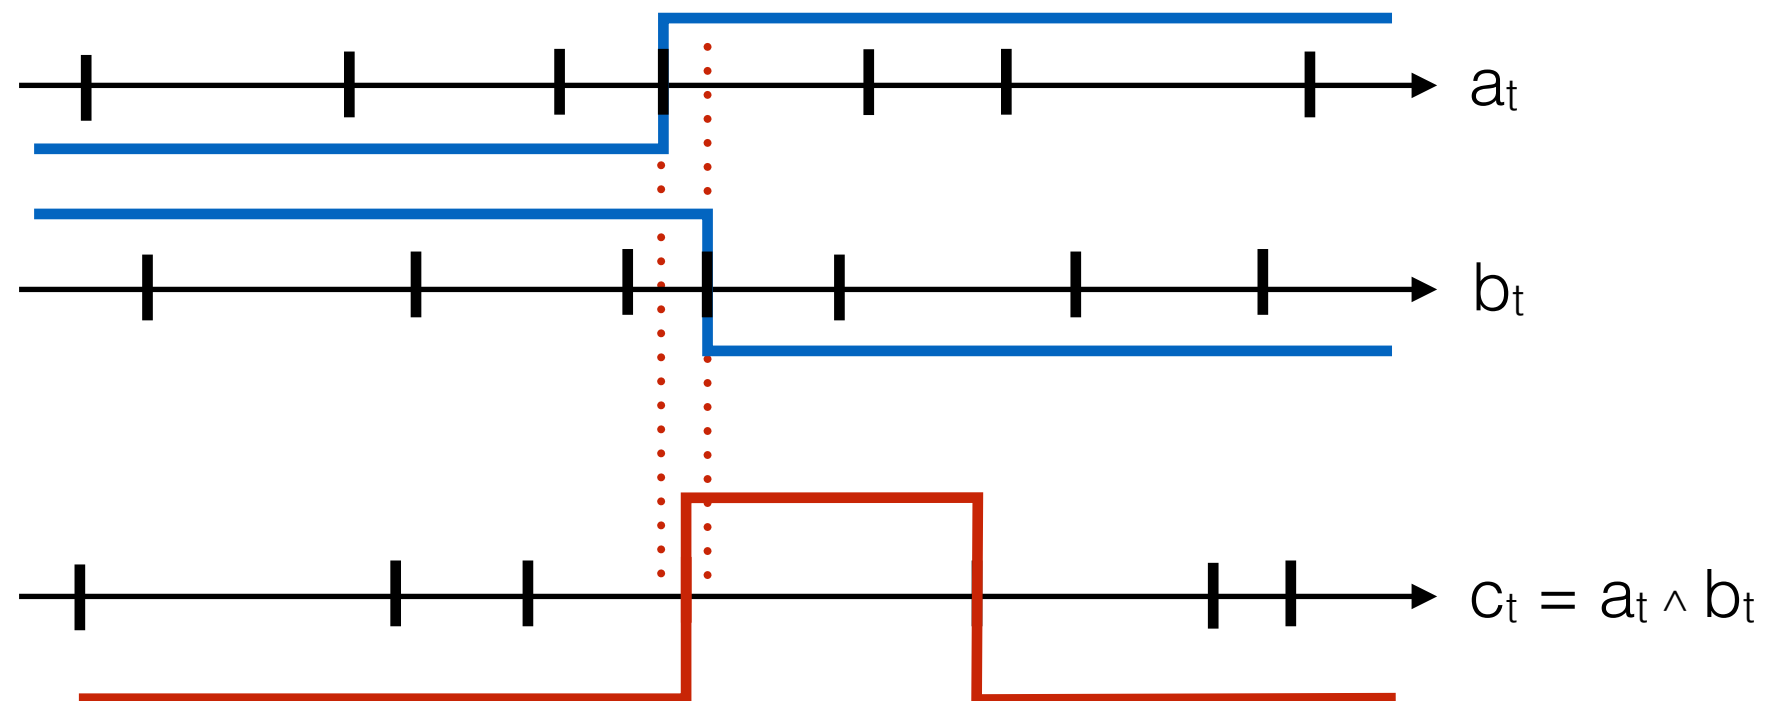 aₜ
bₜ
cₜ = aₜ ∧ bₜ